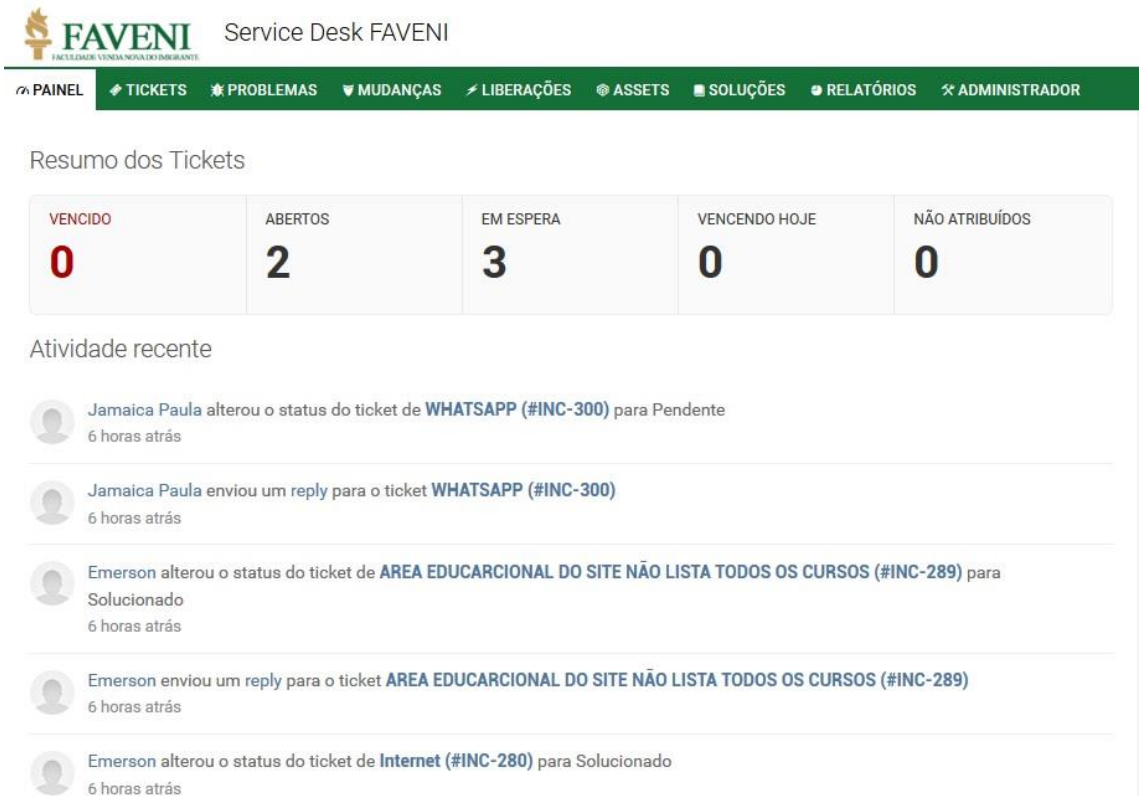 FAVENI
FACULDADE VENDA NOVA DO IMIGRANTE
Service Desk FAVENI
PAINEL TICKETS PROBLEMAS MUDANÇAS LIBERAÇÕES ASSETS SOLUÇÕES RELATÓRIOS ADMINISTRADOR
Resumo dos Tickets
VENCIDO ABERTOS EM ESPERA VENCENDO HOJE NÃO ATRIBUÍDOS
0 2 3 0 0
Atividade recente
Jamaica Paula alterou o status do ticket de WHATSAPP (#INC-300) para Pendente
6 horas atrás
Jamaica Paula enviou um reply para o ticket WHATSAPP (#INC-300)
6 horas atrás
Emerson alterou o status do ticket de AREA EDUCARCIONAL DO SITE NÃO LISTA TODOS OS CURSOS (#INC-289) para
Solucionado
6 horas atrás
Emerson enviou um reply para o ticket AREA EDUCARCIONAL DO SITE NÃO LISTA TODOS OS CURSOS (#INC-289)
6 horas atrás
Emerson alterou o status do ticket de Internet (#INC-280) para Solucionado
6 horas atrás